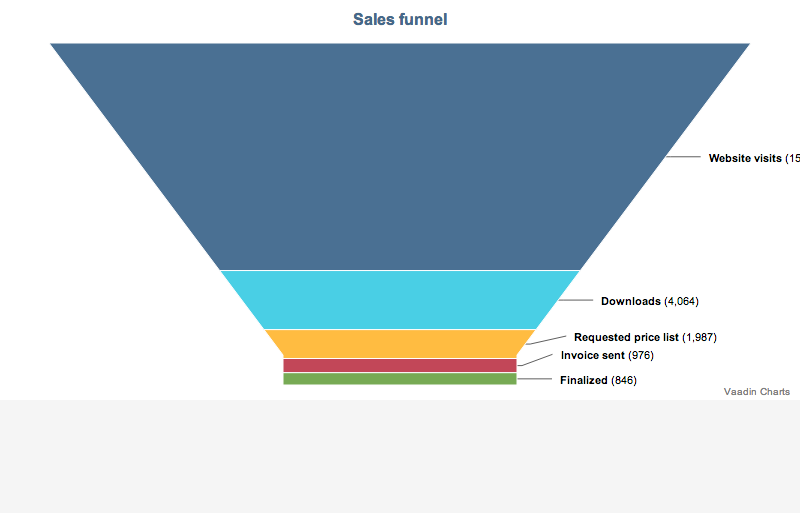 Sales funnel
Website visits (15
Downloads (4,064)
Requested price list (1,987)
Invoice sent (976)
Finalized (846)
Vaadin Charts